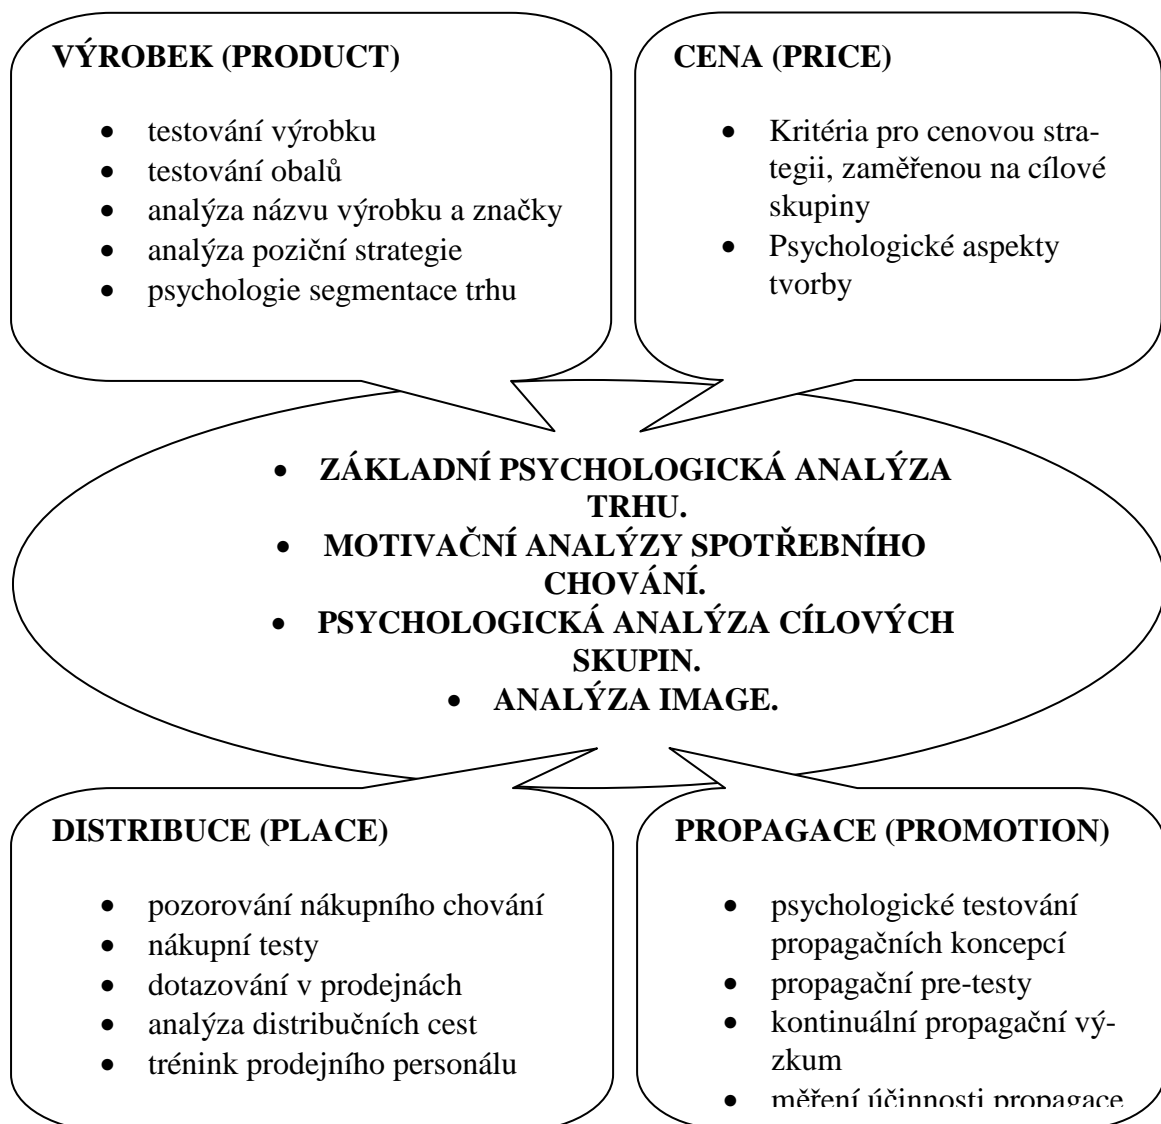 VÝROBEK (PRODUCT)
• testování výrobku
• testování obalů
• analýza názvu výrobku a značky
• analýza poziční strategie
• psychologie segmentace trhu
CENA (PRICE)
• Kritéria pro cenovou stra-
tegii, zaměřenou na cílové
skupiny
• Psychologické aspekty
tvorby
• ZÁKLADNÍ PSYCHOLOGICKÁ ANALÝZA
TRHU.
• MOTIVAČNÍ ANALÝZY SPOTŘEBNÍHO
CHOVÁNÍ.
• PSYCHOLOGICKÁ ANALÝZA CÍLOVÝCH
SKUPIN.
• ANALÝZA IMAGE.
DISTRIBUCE (PLACE)
• pozorování nákupního chování
• nákupní testy
• dotazování v prodejnách
• analýza distribučních cest
• trénink prodejního personálu
PROPAGACE (PROMOTION)
• psychologické testování
propagačních koncepcí
• propagační pre-testy
• kontinuální propagační vý-
zkum
• měření účinnosti propagace